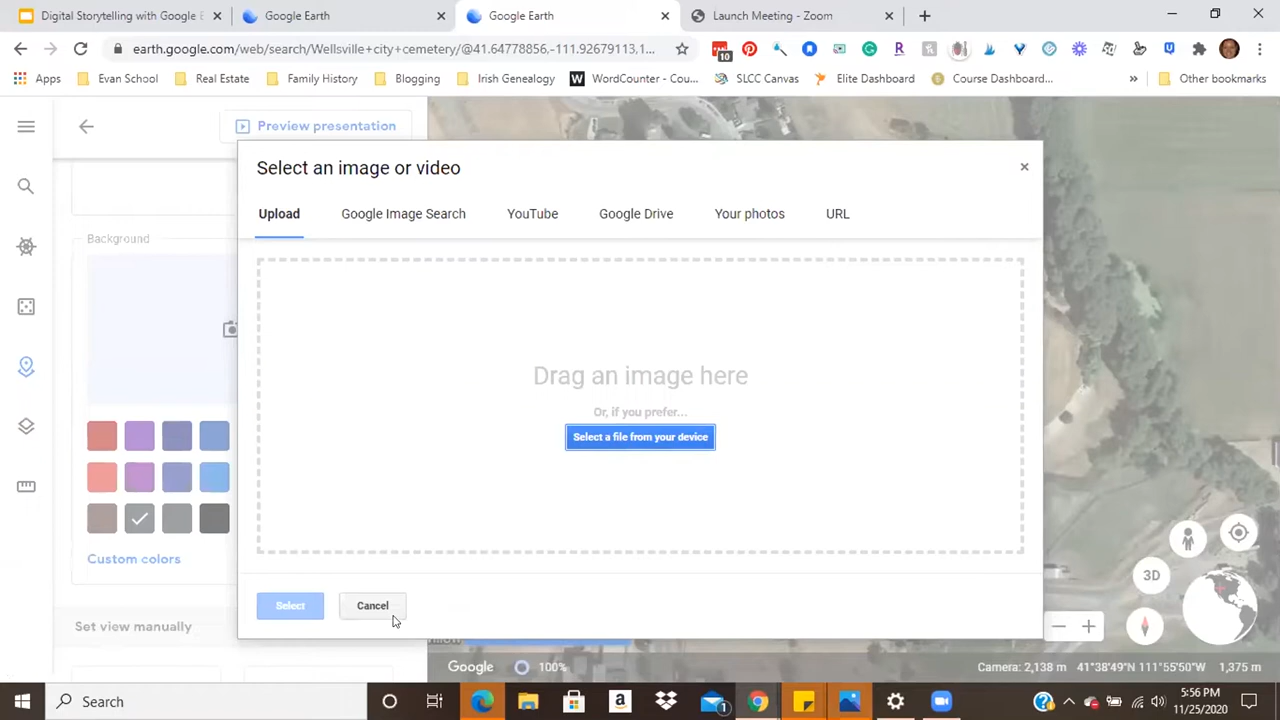 Digital Storytelling with Google E
Google Earth
Google Earth
Launch Meeting - Zoom
earth.google.com/web/search/Wellsville+city+cemetery/@41.64778856,-111.92679113,1...
10
Apps
Evan School
Real Estate
Family History
Blogging
Irish Genealogy
WordCounter - Cou...
SLCC Canvas
Elite Dashboard
Course Dashboard...
»
Other bookmarks
Preview presentation
Select an image or video
Upload
Google Image Search
YouTube
Google Drive
Your photos
URL
Background
Drag an image here
Or, if you prefer...
Select a file from your device
Custom colors
3D
Select
Cancel
Set view manually
Google
100%
Camera: 2,138 m
41°38'49"N 111°55'50"W
1,375 m
Search
1
5:56 PM
11/25/2020